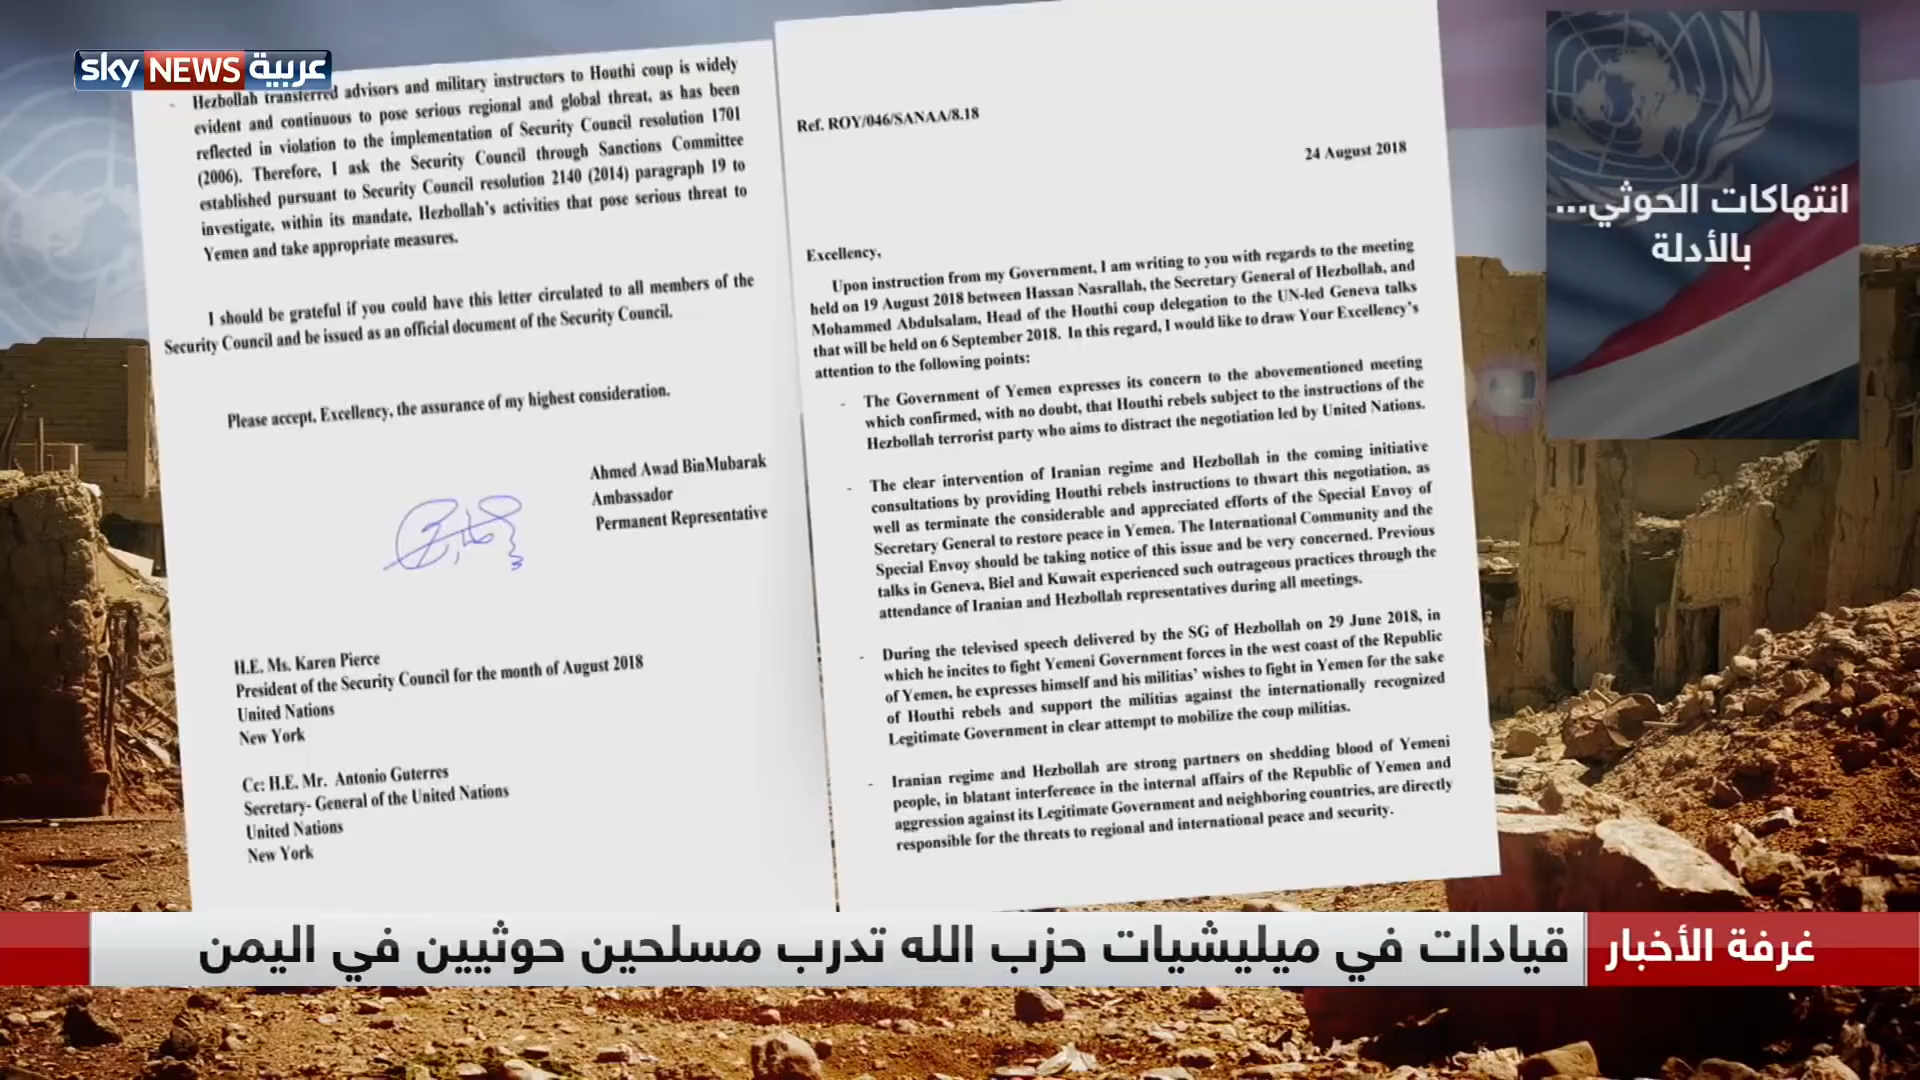 sky NEWS عربية
انتهاكات الحوثي...
بالأدلة
- Hezbollah transferred advisors and military instructors to Houthi coup is widely
evident and continuous to pose serious regional and global threat, as has been
reflected in violation to the implementation of Security Council resolution 1701
(2006). Therefore, I ask the Security Council through Sanctions Committee
established pursuant to Security Council resolution 2140 (2014) paragraph 19 to
investigate, within its mandate, Hezbollah's activities that pose serious threat to
Yemen and take appropriate measures.
I should be grateful if you could have this letter circulated to all members of the
Security Council and be issued as an official document of the Security Council.
Please accept, Excellency, the assurance of my highest consideration.
Ahmed Awad BinMubarak
Ambassador
Permanent Representative
H.E. Ms. Karen Pierce
President of the Security Council for the month of August 2018
United Nations
New York
Cc: H.E. Mr. Antonio Guterres
Secretary- General of the United Nations
United Nations
New York
Ref. ROY/046/SANAA/8.18
24 August 2018
Excellency,
Upon instruction from my Government, I am writing to you with regards to the meeting
held on 19 August 2018 between Hassan Nasrallah, the Secretary General of Hezbollah, and
Mohammed Abdulsalam, Head of the Houthi coup delegation to the UN-led Geneva talks
that will be held on 6 September 2018. In this regard, I would like to draw Your Excellency's
attention to the following points:
- The Government of Yemen expresses its concern to the abovementioned meeting
which confirmed, with no doubt, that Houthi rebels subject to the instructions of the
Hezbollah terrorist party who aims to distract the negotiation led by United Nations.
- The clear intervention of Iranian regime and Hezbollah in the coming initiative
consultations by providing Houthi rebels instructions to thwart this negotiation, as
well as terminate the considerable and appreciated efforts of the Special Envoy of
Secretary General to restore peace in Yemen. The International Community and the
Special Envoy should be taking notice of this issue and be very concerned. Previous
talks in Geneva, Biel and Kuwait experienced such outrageous practices through the
attendance of Iranian and Hezbollah representatives during all meetings.
- During the televised speech delivered by the SG of Hezbollah on 29 June 2018, in
which he incites to fight Yemeni Government forces in the west coast of the Republic
of Yemen, he expresses himself and his militias' wishes to fight in Yemen for the sake
of Houthi rebels and support the militias against the internationally recognized
Legitimate Government in clear attempt to mobilize the coup militias.
- Iranian regime and Hezbollah are strong partners on shedding blood of Yemeni
people, in blatant interference in the internal affairs of the Republic of Yemen and
aggression against its Legitimate Government and neighboring countries, are directly
responsible for the threats to regional and international peace and security.
غرفة الأخبار
قيادات في ميليشيات حزب الله تدرب مسلحين حوثيين في اليمن